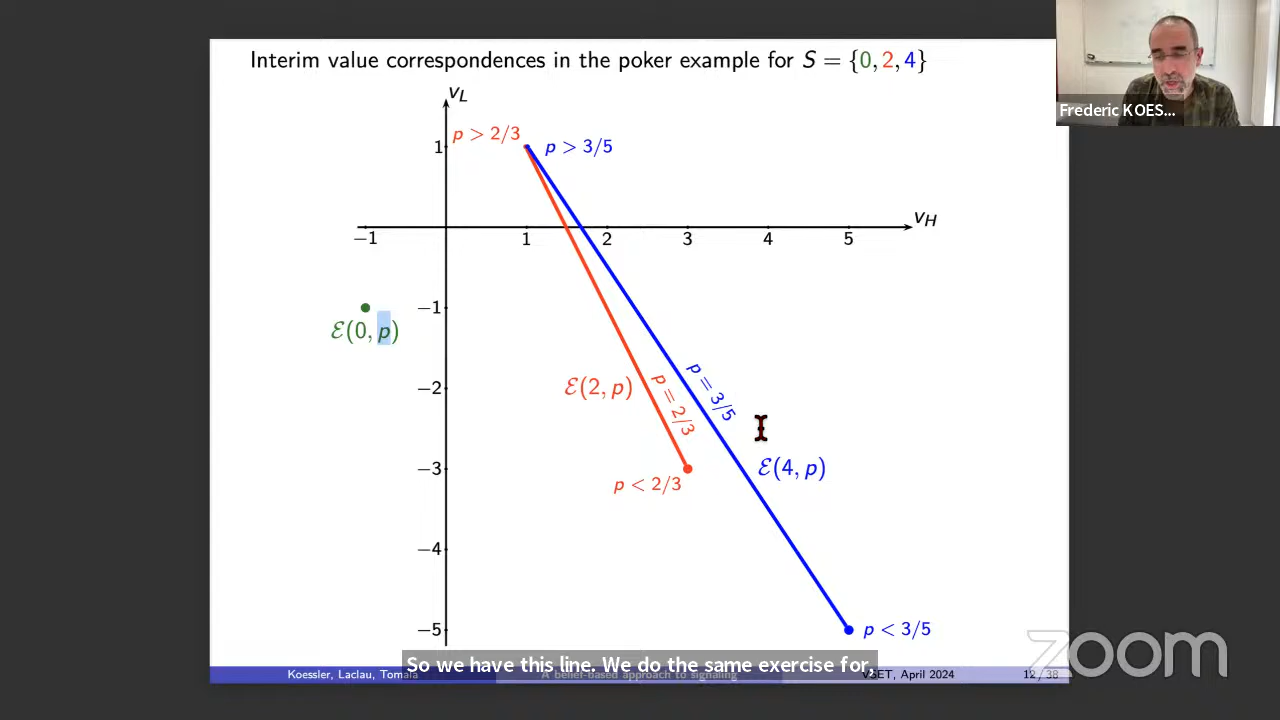 Interim value correspondences in the poker example for S = {0, 2, 4}
Frederic KOES...
v_L
p > 2/3
1
p > 3/5
v_H
−1
1
2
3
4
5
−1
ℰ(0, p)
−2
ℰ(2, p)
p = 2/3
p = 3/5
−3
ℰ(4, p)
p < 2/3
−4
−5
p < 3/5
zoom
So we have this line. We do the same exercise for,
Koessler, Laclau, Tomala
A belief-based approach to signaling
VSET, April 2024
12 / 38